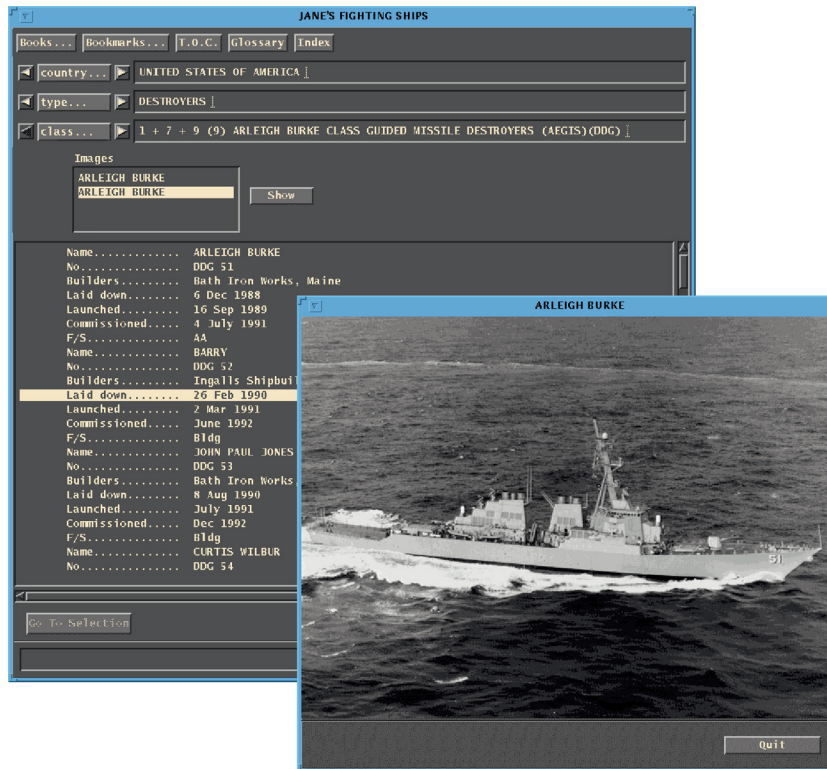 JANE'S FIGHTING SHIPS
Books... Bookmarks... T.O.C. Glossary Index
country... UNITED STATES OF AMERICA
type... DESTROYERS
class... 1 + 7 + 9 (9) ARLEIGH BURKE CLASS GUIDED MISSILE DESTROYERS (AEGIS)(DDG)
Images
ARLEIGH BURKE
ARLEIGH BURKE
Show
Name............. ARLEIGH BURKE
No............... DDG 51
Builders......... Bath Iron Works, Maine
Laid down........ 6 Dec 1988
Launched......... 16 Sep 1989
Commissioned..... 4 July 1991
F/S.............. AA
Name............. BARRY
No............... DDG 52
Builders......... Ingalls Shipbuil
Laid down........ 26 Feb 1990
Launched......... 2 Mar 1991
Commissioned..... June 1992
F/S.............. Bldg
Name............. JOHN PAUL JONES
No............... DDG 53
Builders......... Bath Iron Works,
Laid down........ 8 Aug 1990
Launched......... July 1991
Commissioned..... Dec 1992
F/S.............. Bldg
Name............. CURTIS WILBUR
No............... DDG 54
Go To Selection
ARLEIGH BURKE
51
Quit